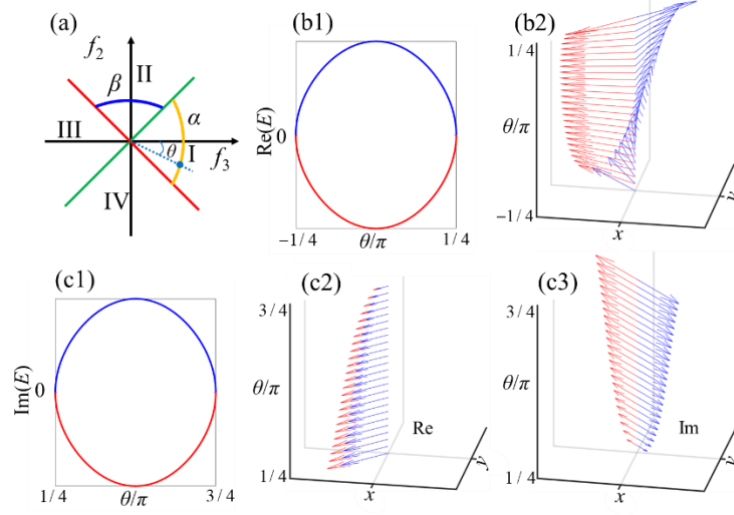 (a)
f₂
β
II
III
α
θ
I
f₃
IV
(b1)
Re(E)
0
−1/4
θ/π
1/4
(b2)
1/4
θ/π
−1/4
x
y
(c1)
Im(E)
0
1/4
θ/π
3/4
(c2)
3/4
θ/π
1/4
Re
x
y
(c3)
3/4
θ/π
1/4
Im
x
y